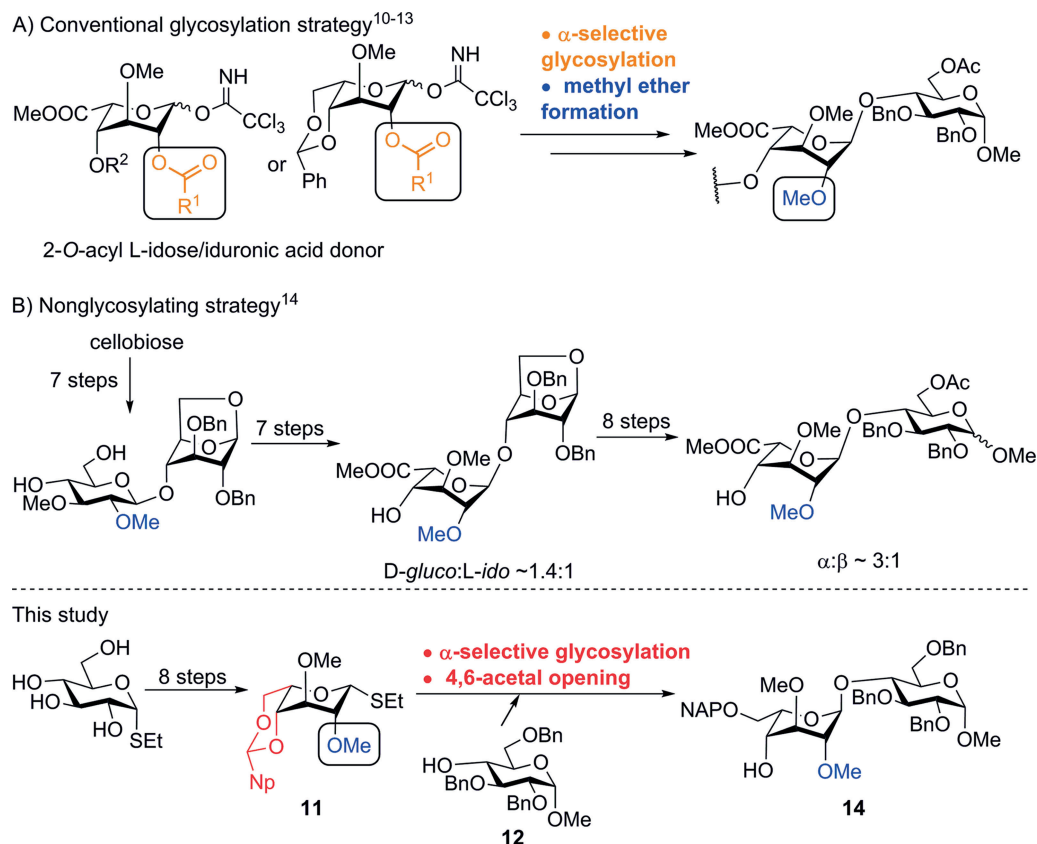 A) Conventional glycosylation strategy10-13
OMe
NH
MeOOC
O
O
CCl3
OR2
O
O
R1
or
NH
O
OMe
O
O
CCl3
O
O
O
Ph
R1
2-O-acyl L-idose/iduronic acid donor
• α-selective
glycosylation
• methyl ether
formation
OAc
O
O
MeO
BnO
MeOOC
O
BnO
O
OMe
MeO
B) Nonglycosylating strategy14
cellobiose
7 steps
HO
OBn
O
O
HO
O
O
MeO
OMe
O
OBn
7 steps
O
OBn
O
O
MeO
MeOOC
O
OBn
HO
MeO
D-gluco:L-ido ~1.4:1
8 steps
OAc
O
O
MeO
BnO
MeOOC
O
BnO
OMe
HO
MeO
α:β ~ 3:1
This study
OH
HO
O
HO
OH
SEt
8 steps
OMe
O
SEt
O
O
OMe
Np
11
• α-selective glycosylation
• 4,6-acetal opening
OBn
HO
O
BnO
BnO
OMe
12
OBn
O
O
MeO
BnO
NAPO
O
BnO
OMe
HO
OMe
14